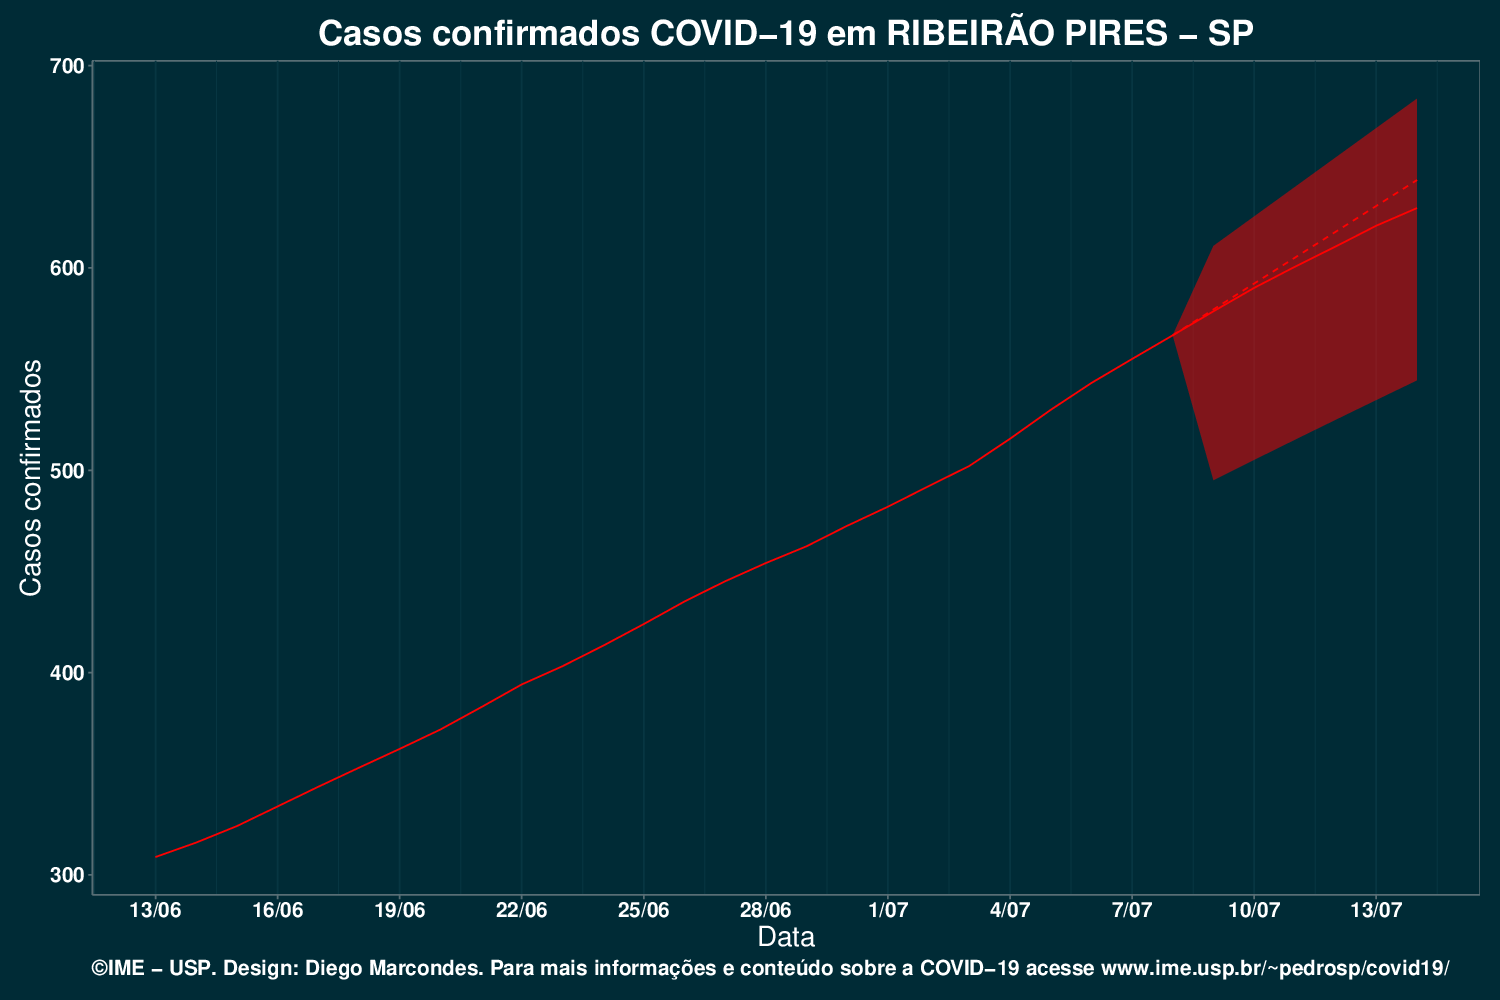 Casos confirmados COVID−19 em RIBEIRÃO PIRES − SP
700
600
500
400
300
Casos confirmados
13/06 16/06 19/06 22/06 25/06 28/06 1/07 4/07 7/07 10/07 13/07
Data
©IME − USP. Design: Diego Marcondes. Para mais informações e conteúdo sobre a COVID−19 acesse www.ime.usp.br/~pedrosp/covid19/